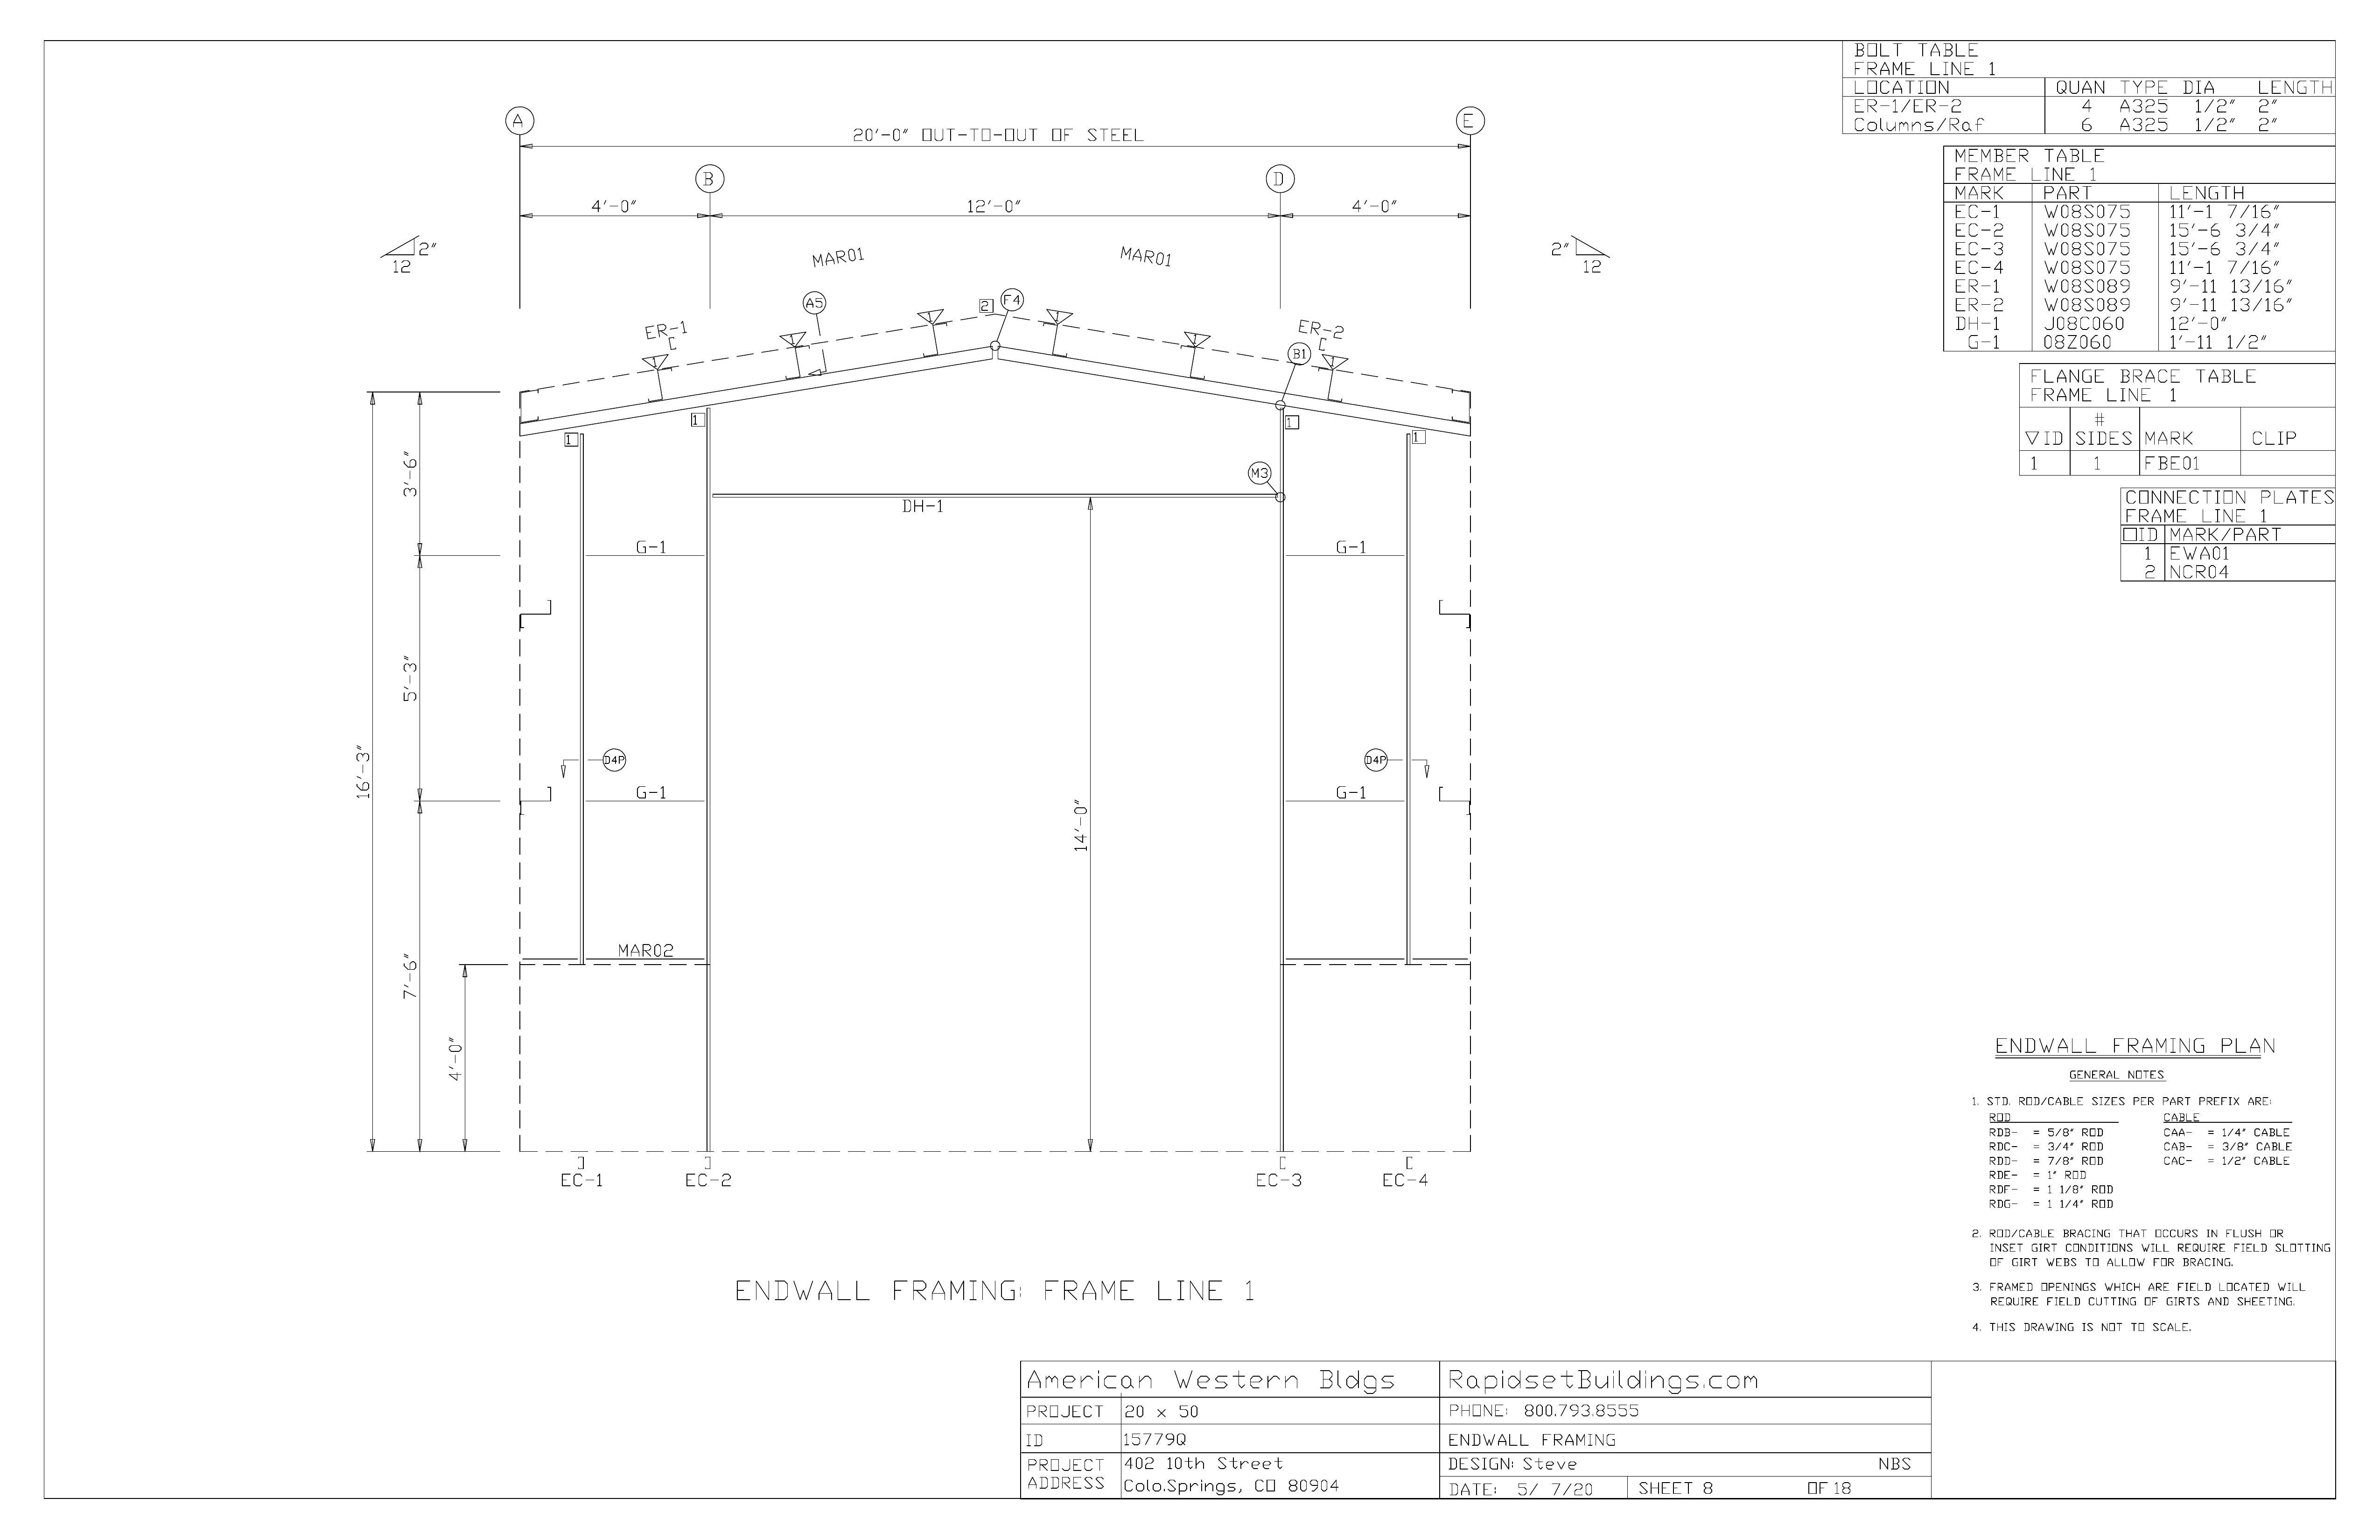 BOLT TABLE
FRAME LINE 1
LOCATION QUAN TYPE DIA LENGTH
ER-1/ER-2 4 A325 1/2" 2"
Columns/Raf 6 A325 1/2" 2"
MEMBER TABLE
FRAME LINE 1
MARK PART LENGTH
EC-1 W08S075 11'-1 7/16"
EC-2 W08S075 15'-6 3/4"
EC-3 W08S075 15'-6 3/4"
EC-4 W08S075 11'-1 7/16"
ER-1 W08S089 9'-11 13/16"
ER-2 W08S089 9'-11 13/16"
DH-1 J08C060 12'-0"
G-1 08Z060 1'-11 1/2"
FLANGE BRACE TABLE
FRAME LINE 1
▽ID # SIDES MARK CLIP
1 1 FBE01
CONNECTION PLATES
FRAME LINE 1
□ID MARK/PART
1 EWA01
2 NCR04
A E
20'-0" OUT-TO-OUT OF STEEL
B D
4'-0" 12'-0" 4'-0"
2"
12
MAR01 MAR01
2"
12
A5 2 F4
ER-1 ER-2
1 1 1 1 1 1
B1
1 1 1 1
M3
3'-6"
DH-1
G-1 G-1
5'-3"
16'-3"
D4P D4P
G-1 G-1
14'-0"
MAR02
7'-6"
4'-0"
EC-1 EC-2 EC-3 EC-4
ENDWALL FRAMING: FRAME LINE 1
ENDWALL FRAMING PLAN
GENERAL NOTES
1. STD. ROD/CABLE SIZES PER PART PREFIX ARE:
ROD CABLE
RDB- = 5/8" ROD CAA- = 1/4" CABLE
RDC- = 3/4" ROD CAB- = 3/8" CABLE
RDD- = 7/8" ROD CAC- = 1/2" CABLE
RDE- = 1" ROD
RDF- = 1 1/8" ROD
RDG- = 1 1/4" ROD
2. ROD/CABLE BRACING THAT OCCURS IN FLUSH OR
INSET GIRT CONDITIONS WILL REQUIRE FIELD SLOTTING
OF GIRT WEBS TO ALLOW FOR BRACING.
3. FRAMED OPENINGS WHICH ARE FIELD LOCATED WILL
REQUIRE FIELD CUTTING OF GIRTS AND SHEETING.
4. THIS DRAWING IS NOT TO SCALE.
American Western Bldgs RapidsetBuildings.com
PROJECT 20 x 50 PHONE: 800.793.8555
ID 15779Q ENDWALL FRAMING
PROJECT ADDRESS 402 10th Street DESIGN: Steve NBS
Colo.Springs, CO 80904 DATE: 5/ 7/20 SHEET 8 OF 18